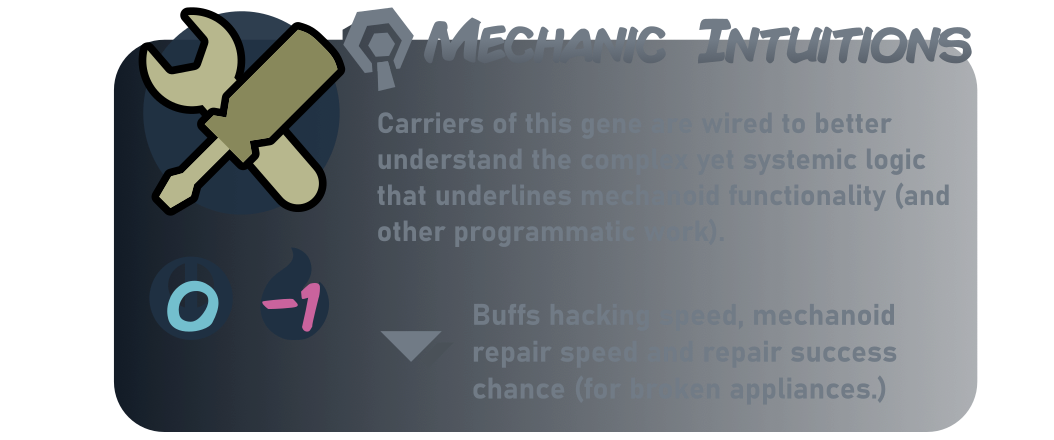 Mechanic Intuitions
Carriers of this gene are wired to better
understand the complex yet systemic logic
that underlines mechanoid functionality (and
other programmatic work).
0 -1
Buffs hacking speed, mechanoid
repair speed and repair success
chance (for broken appliances.)